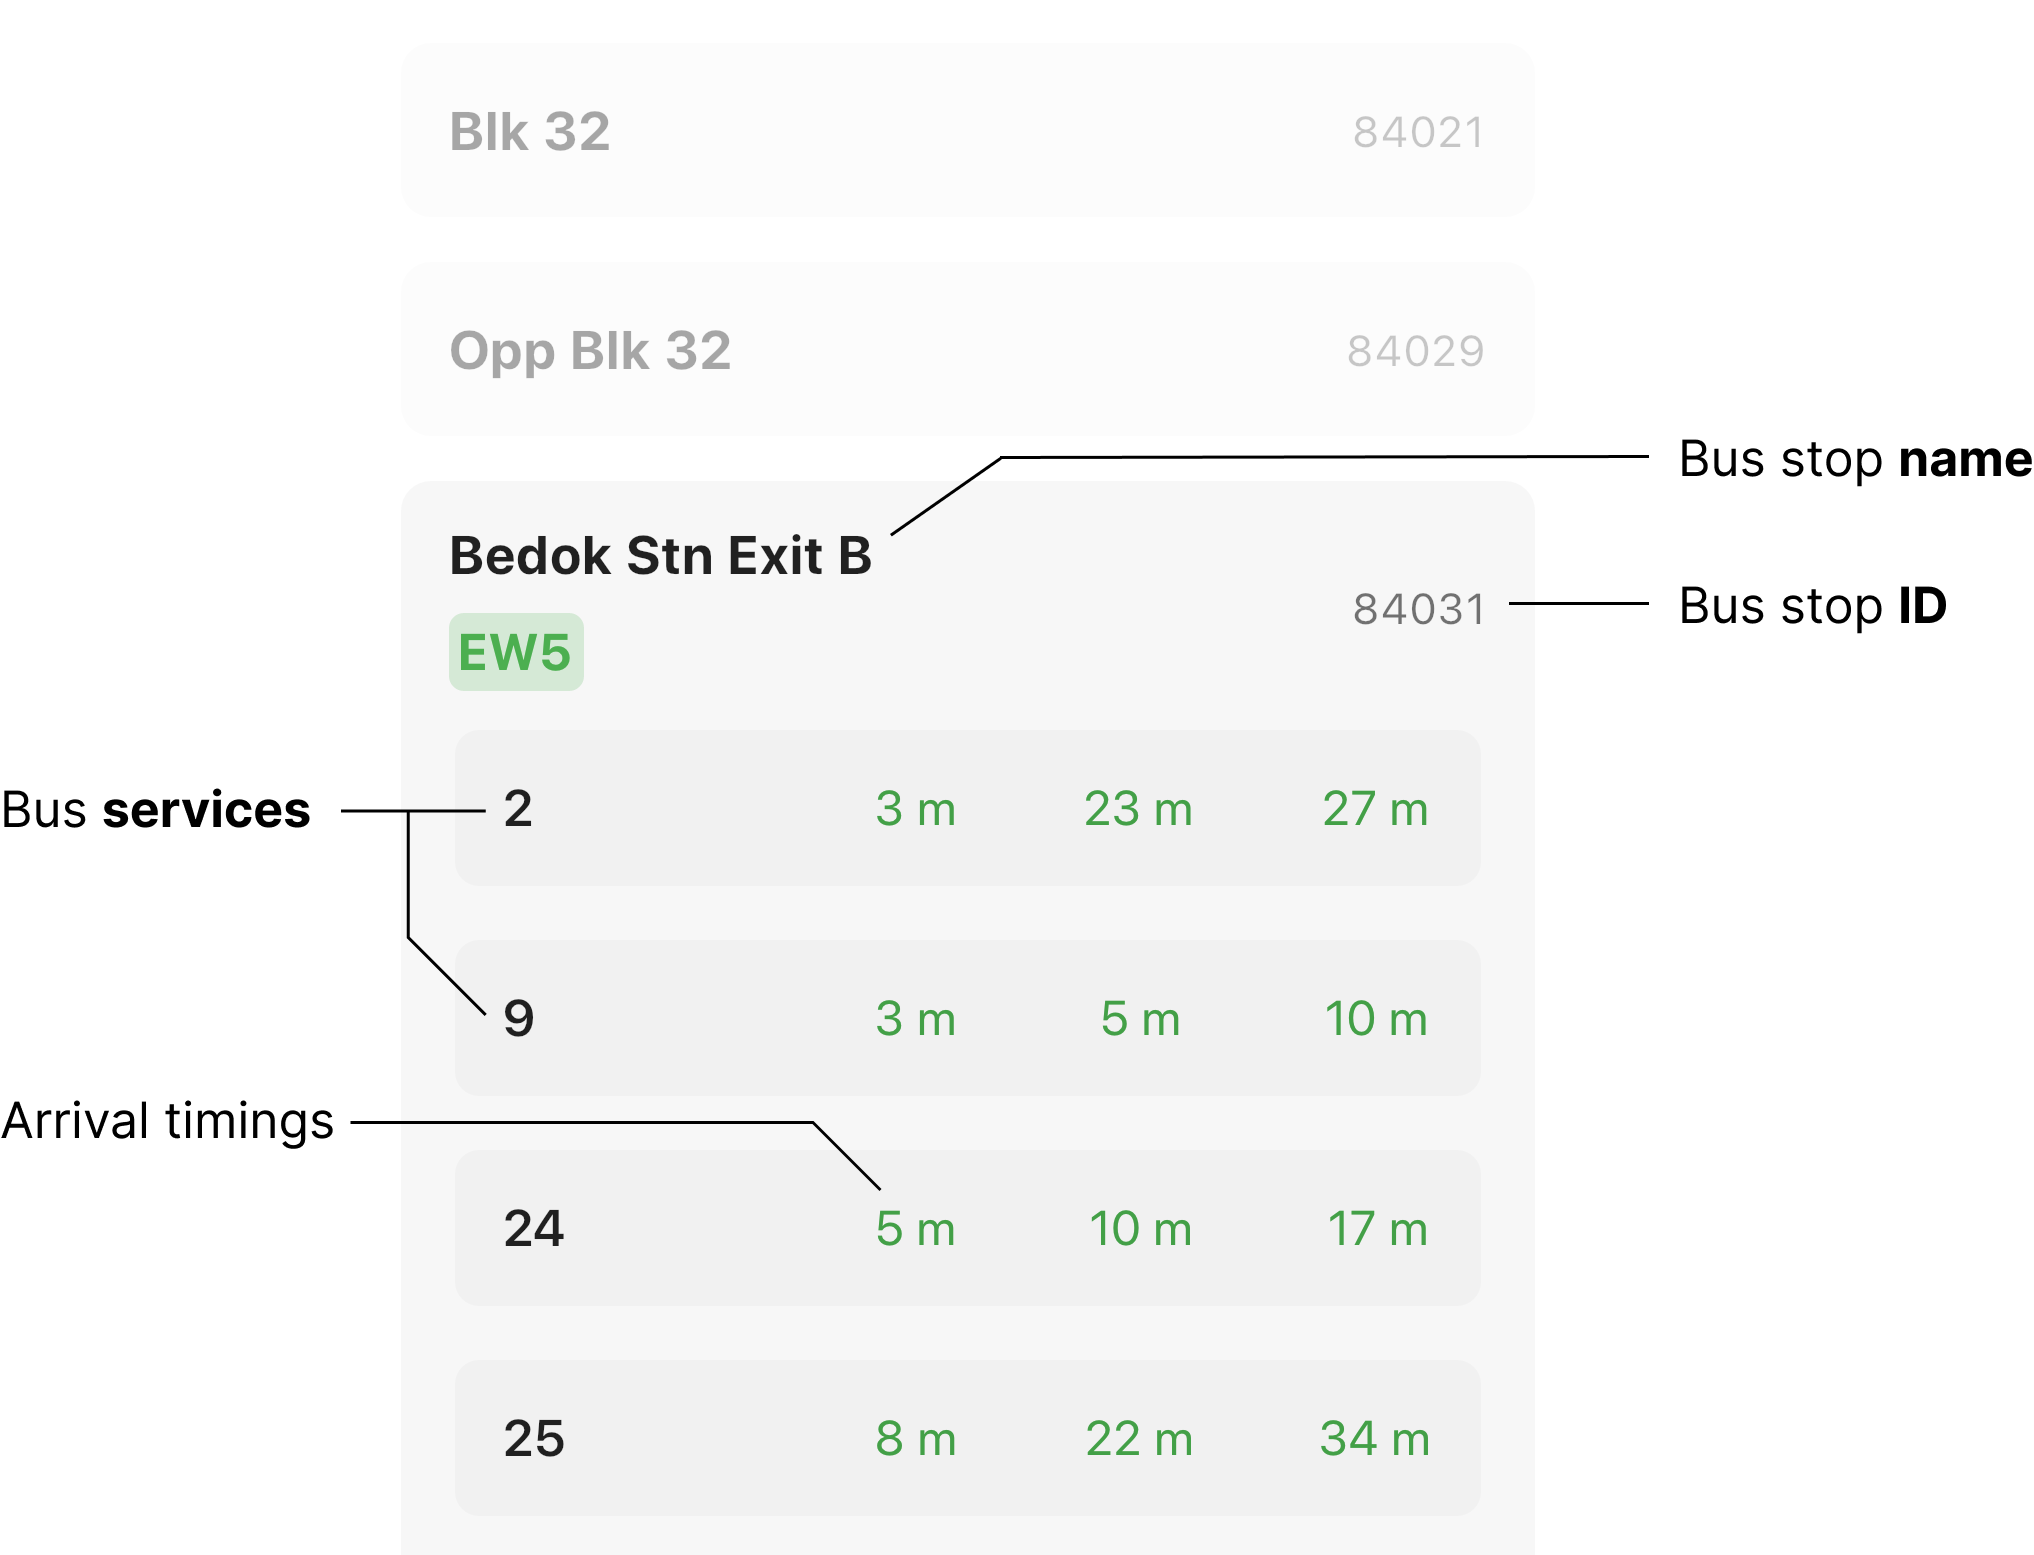 Blk 32 84021
Opp Blk 32 84029
Bus stop name
Bedok Stn Exit B
84031 Bus stop ID
EW5
Bus services 2 3 m 23 m 27 m
9 3 m 5 m 10 m
Arrival timings
24 5 m 10 m 17 m
25 8 m 22 m 34 m